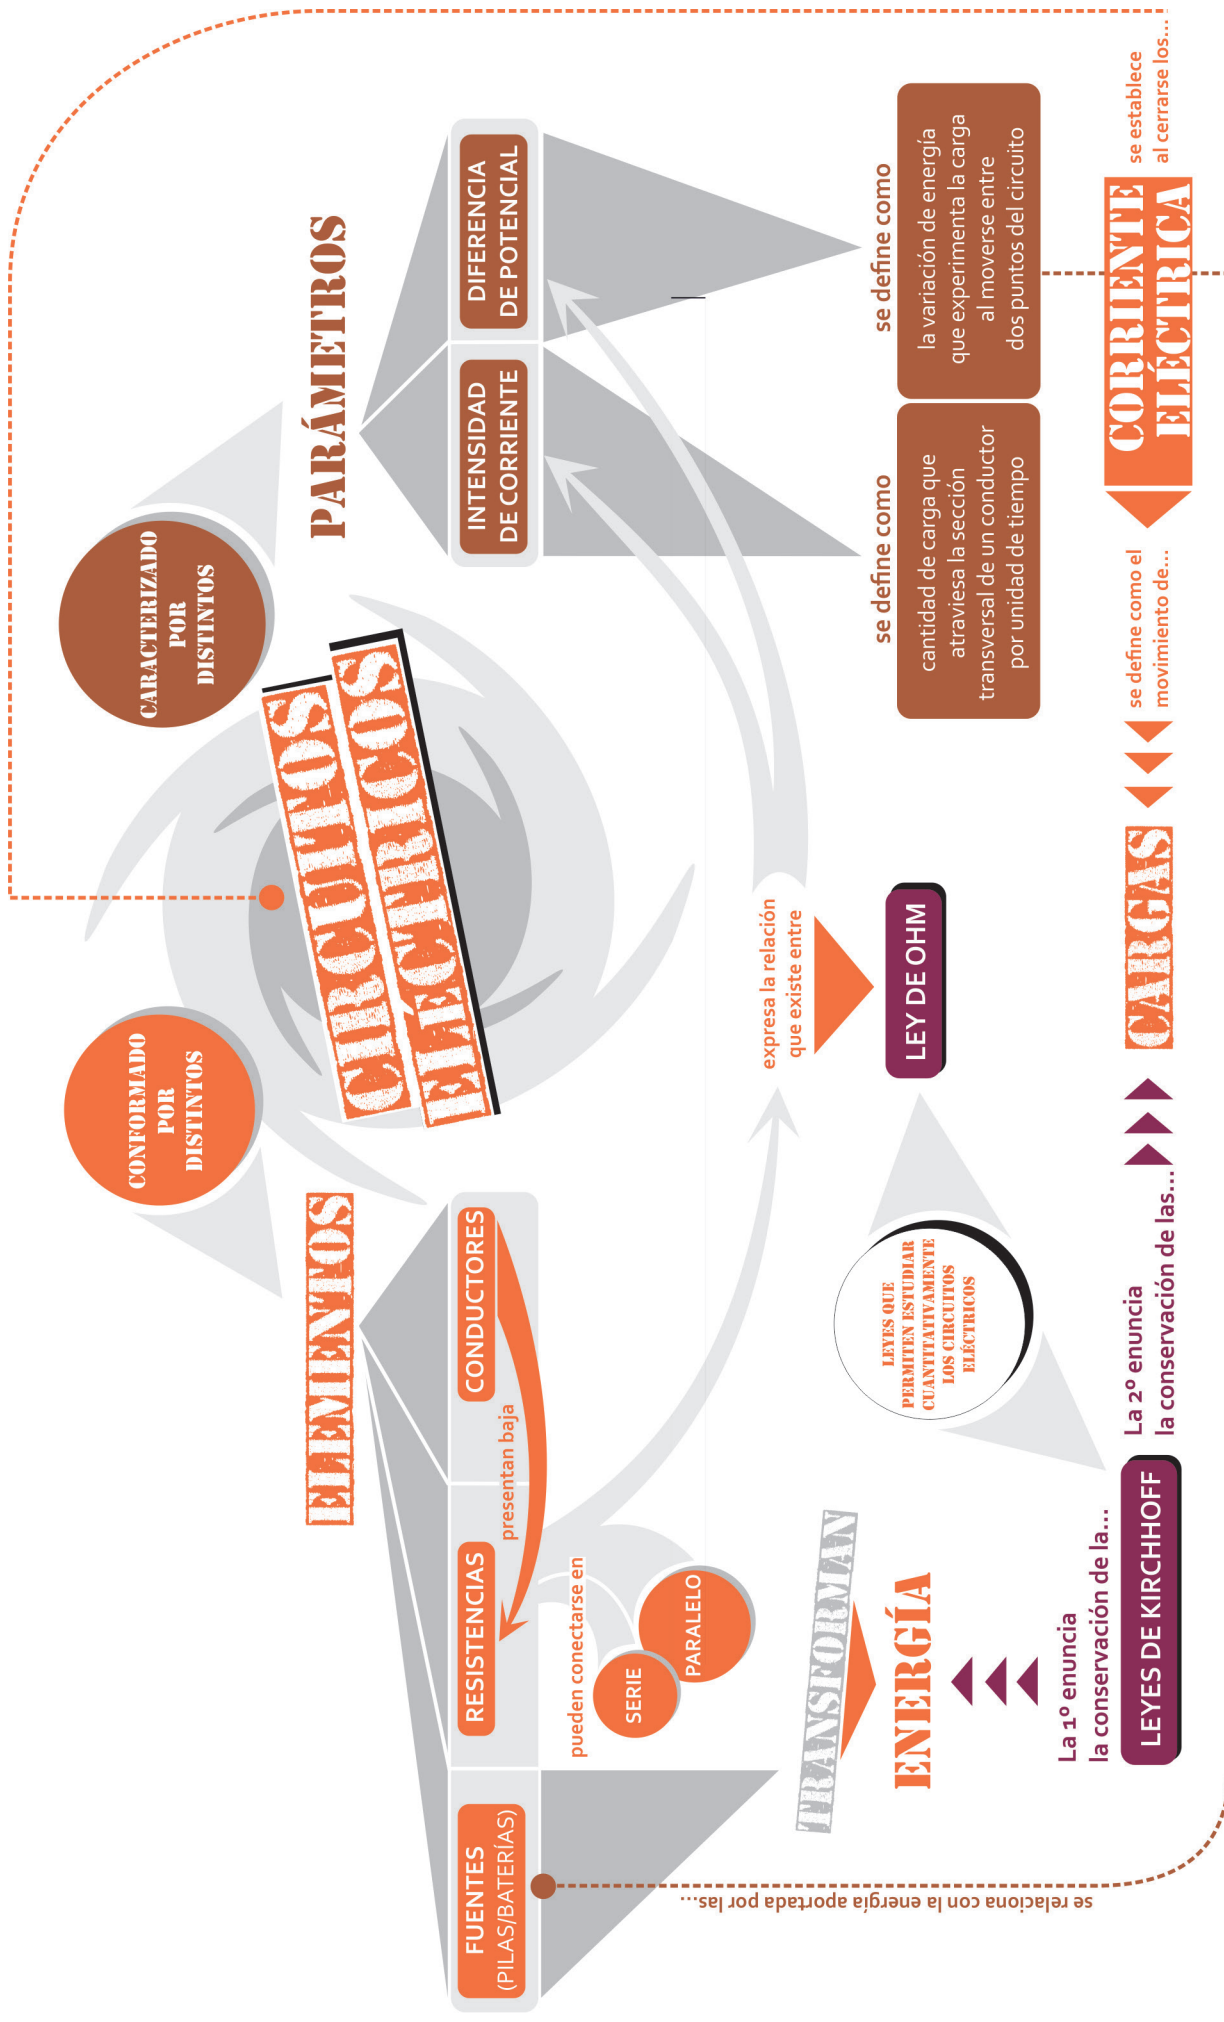 CONFORMADO
POR
DISTINTOS
CARACTERIZADO
POR
DISTINTOS
CIRCUITOS
ELÉCTRICOS
ELEMENTOS
FUENTES
(PILAS/BATERÍAS)
RESISTENCIAS
CONDUCTORES
presentan baja
pueden conectarse en
SERIE
PARALELO
PARÁMETROS
INTENSIDAD
DE CORRIENTE
DIFERENCIA
DE POTENCIAL
se define como
cantidad de carga que
atraviesa la sección
transversal de un conductor
por unidad de tiempo
se define como
la variación de energía
que experimenta la carga
al moverse entre
dos puntos del circuito
expresa la relación
que existe entre
LEY DE OHM
LEYES QUE
PERMITEN ESTUDIAR
CUANTITATIVAMENTE
LOS CIRCUITOS
ELÉCTRICOS
TRANSFORMAN
ENERGÍA
se relaciona con la energía aportada por las...
La 1º enuncia
la conservación de la...
LEYES DE KIRCHHOFF
La 2º enuncia
la conservación de las...
CARGAS
se define como el
movimiento de...
CORRIENTE
ELÉCTRICA
se establece
al cerrarse los...